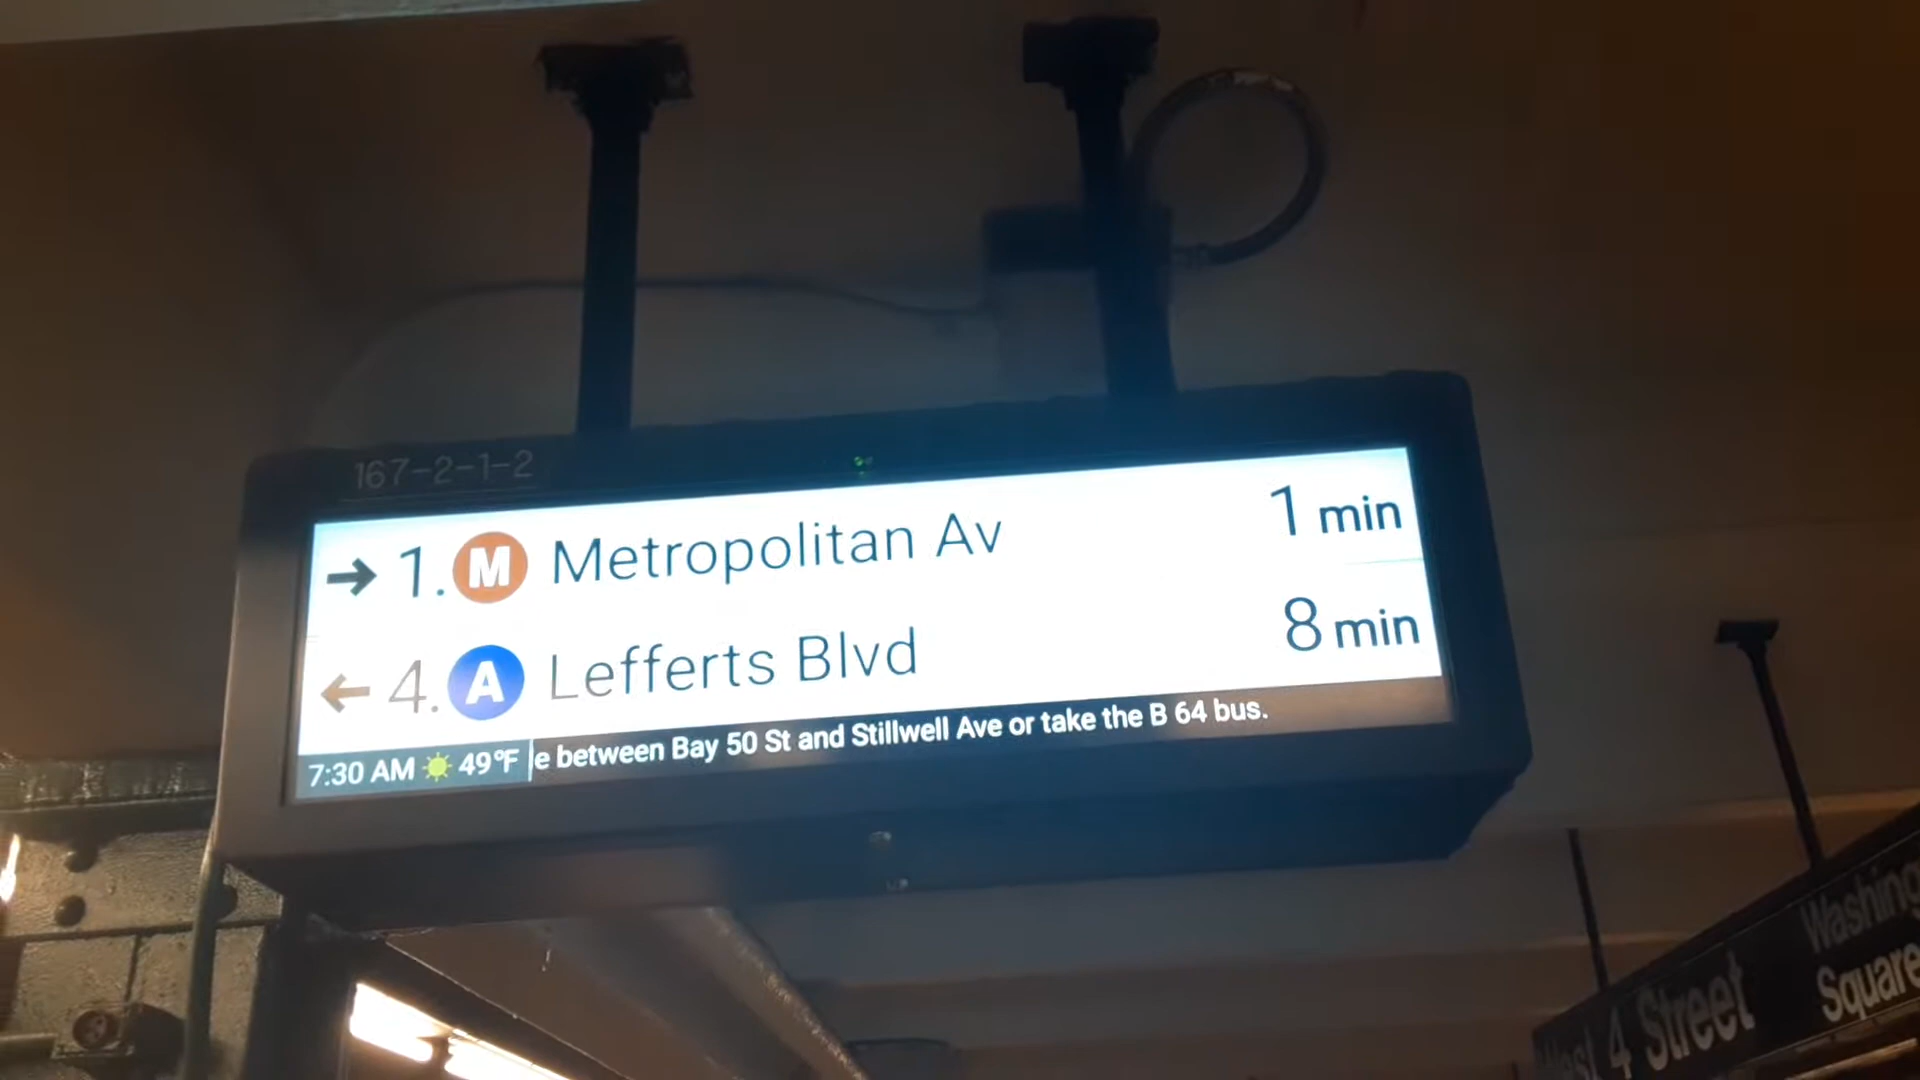 167-2-1-2
→ 1. M Metropolitan Av 1 min
← 4. A Lefferts Blvd 8 min
7:30 AM 49°F e between Bay 50 St and Stillwell Ave or take the B 64 bus.
West 4 Street
Washing
Square